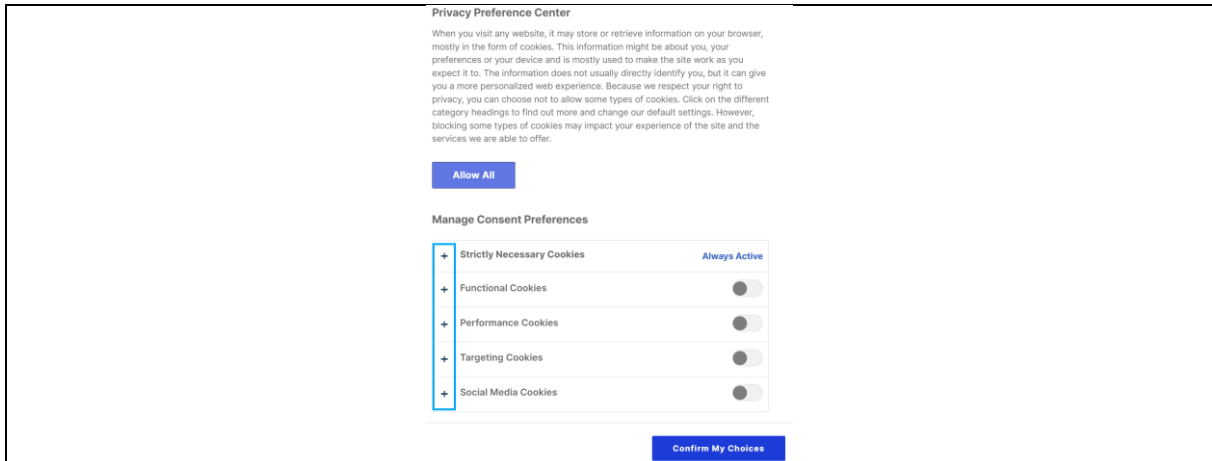 Privacy Preference Center
When you visit any website, it may store or retrieve information on your browser,
mostly in the form of cookies. This information might be about you, your
preferences or your device and is mostly used to make the site work as you
expect it to. The information does not usually directly identify you, but it can give
you a more personalized web experience. Because we respect your right to
privacy, you can choose not to allow some types of cookies. Click on the different
category headings to find out more and change our default settings. However,
blocking some types of cookies may impact your experience of the site and the
services we are able to offer.
Allow All
Manage Consent Preferences
+ Strictly Necessary Cookies Always Active
+ Functional Cookies
+ Performance Cookies
+ Targeting Cookies
+ Social Media Cookies
Confirm My Choices